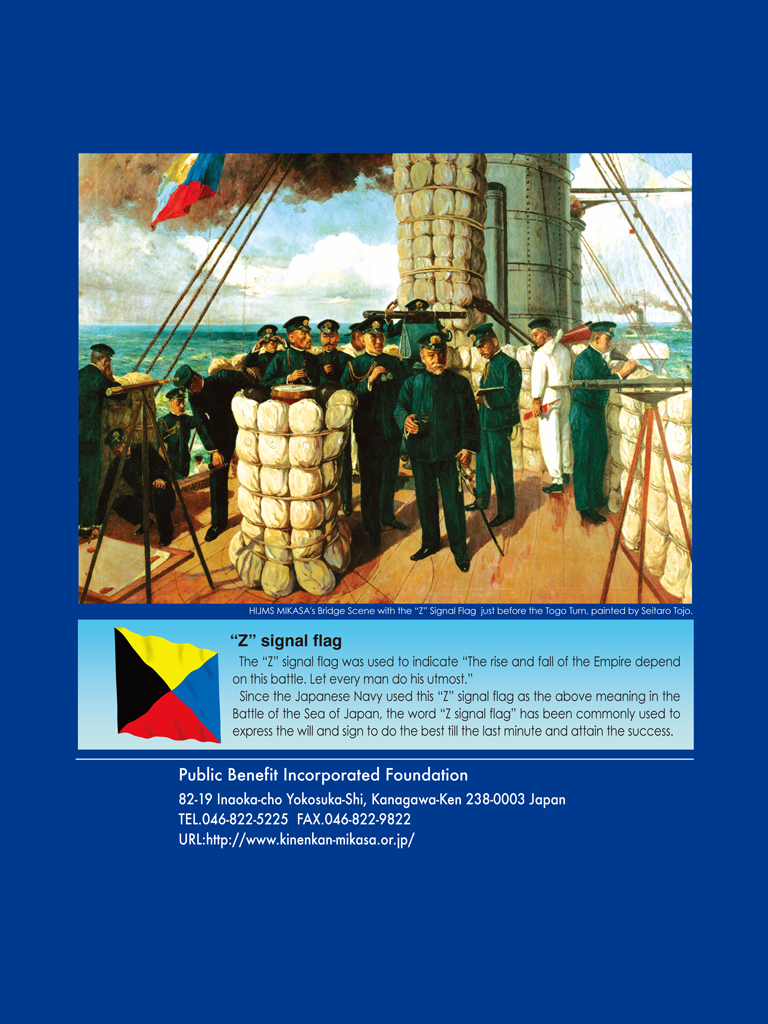 HIJMS MIKASA's Bridge Scene with the “Z” Signal Flag just before the Togo Turn, painted by Seitaro Tojo.
“Z” signal flag
The “Z” signal flag was used to indicate “The rise and fall of the Empire depend
on this battle. Let every man do his utmost.”
Since the Japanese Navy used this “Z” signal flag as the above meaning in the
Battle of the Sea of Japan, the word “Z signal flag” has been commonly used to
express the will and sign to do the best till the last minute and attain the success.
Public Benefit Incorporated Foundation
82-19 Inaoka-cho Yokosuka-Shi, Kanagawa-Ken 238-0003 Japan
TEL.046-822-5225 FAX.046-822-9822
URL:http://www.kinenkan-mikasa.or.jp/